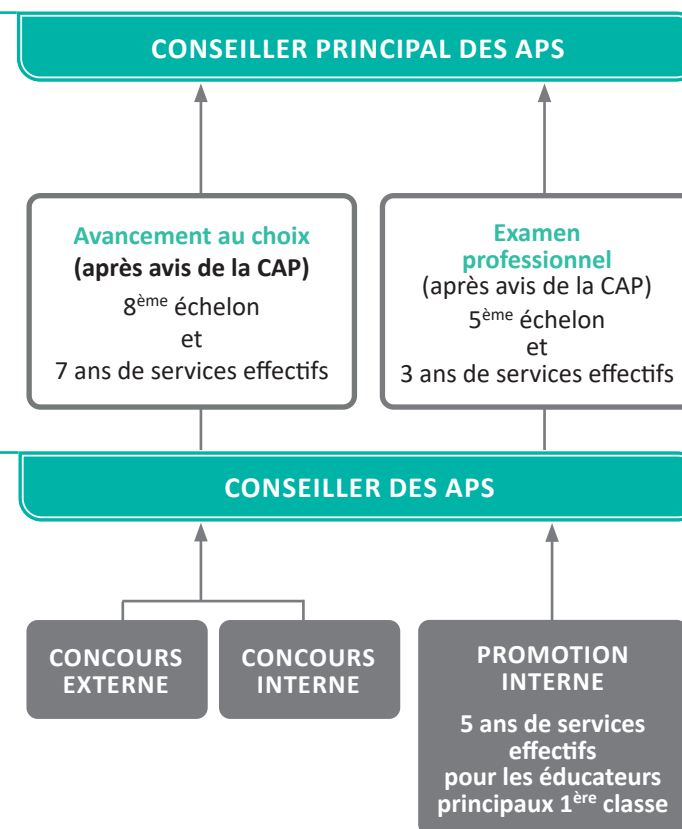 CONSEILLER PRINCIPAL DES APS
Avancement au choix
(après avis de la CAP)
8ème échelon
et
7 ans de services effectifs
Examen
professionnel
(après avis de la CAP)
5ème échelon
et
3 ans de services effectifs
CONSEILLER DES APS
CONCOURS
EXTERNE
CONCOURS
INTERNE
PROMOTION
INTERNE
5 ans de services
effectifs
pour les éducateurs
principaux 1ère classe